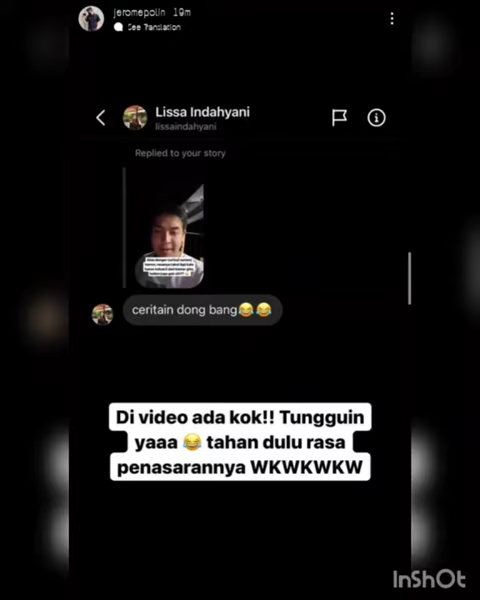 jeromepolin 19m
See Translation
Lissa Indahyani
lissaindahyani
Replied to your story
ceritain dong bang😂😂
Di video ada kok!! Tungguin
yaaa 😂 tahan dulu rasa
penasarannya WKWKWKW
InShOt